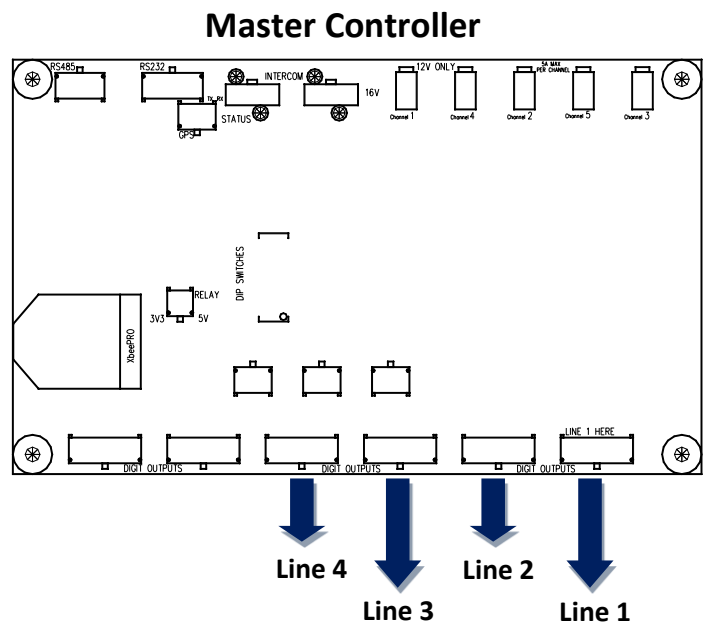 Master Controller
RS485
RS232
INTERCOM
12V ONLY
5A MAX
PER CHANNEL
TX RX
16V
STATUS
GPS
Channel 1
Channel 4
Channel 2
Channel 5
Channel 3
DIP SWITCHES
RELAY
3V3
5V
XbeePRO
LINE 1 HERE
DIGIT OUTPUTS
DIGIT OUTPUTS
DIGIT OUTPUTS
Line 4
Line 2
Line 3
Line 1